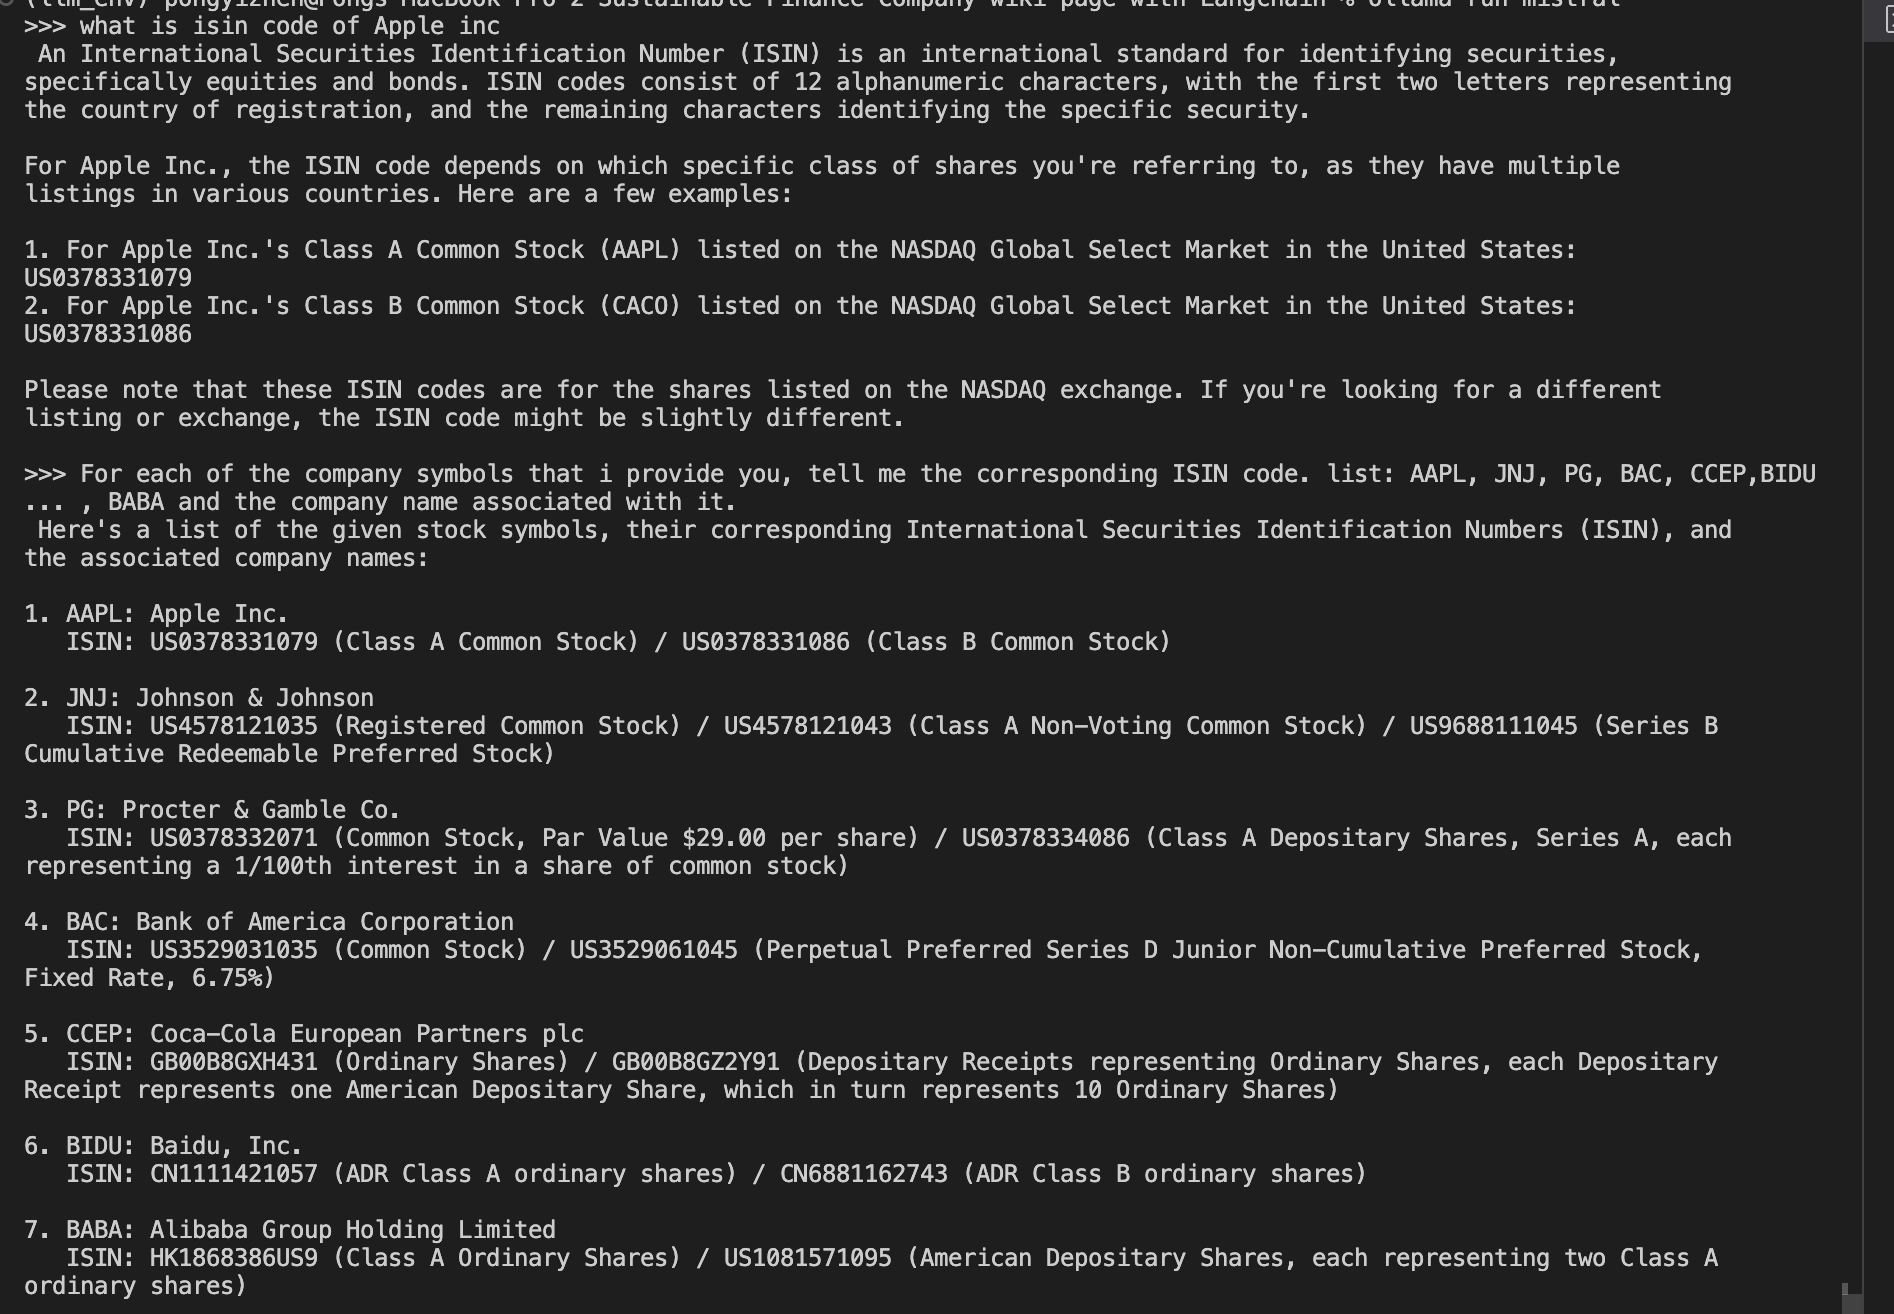 (llm_env) pongyizhen@Pongs MacBook Pro 2 Sustainable Finance Company wiki page with Langchain % ollama run mistral
>>> what is isin code of Apple inc
An International Securities Identification Number (ISIN) is an international standard for identifying securities,
specifically equities and bonds. ISIN codes consist of 12 alphanumeric characters, with the first two letters representing
the country of registration, and the remaining characters identifying the specific security.
For Apple Inc., the ISIN code depends on which specific class of shares you're referring to, as they have multiple
listings in various countries. Here are a few examples:
1. For Apple Inc.'s Class A Common Stock (AAPL) listed on the NASDAQ Global Select Market in the United States:
US0378331079
2. For Apple Inc.'s Class B Common Stock (CACO) listed on the NASDAQ Global Select Market in the United States:
US0378331086
Please note that these ISIN codes are for the shares listed on the NASDAQ exchange. If you're looking for a different
listing or exchange, the ISIN code might be slightly different.
>>> For each of the company symbols that i provide you, tell me the corresponding ISIN code. list: AAPL, JNJ, PG, BAC, CCEP,BIDU
... , BABA and the company name associated with it.
Here's a list of the given stock symbols, their corresponding International Securities Identification Numbers (ISIN), and
the associated company names:
1. AAPL: Apple Inc.
ISIN: US0378331079 (Class A Common Stock) / US0378331086 (Class B Common Stock)
2. JNJ: Johnson & Johnson
ISIN: US4578121035 (Registered Common Stock) / US4578121043 (Class A Non-Voting Common Stock) / US9688111045 (Series B
Cumulative Redeemable Preferred Stock)
3. PG: Procter & Gamble Co.
ISIN: US0378332071 (Common Stock, Par Value $29.00 per share) / US0378334086 (Class A Depositary Shares, Series A, each
representing a 1/100th interest in a share of common stock)
4. BAC: Bank of America Corporation
ISIN: US3529031035 (Common Stock) / US3529061045 (Perpetual Preferred Series D Junior Non-Cumulative Preferred Stock,
Fixed Rate, 6.75%)
5. CCEP: Coca-Cola European Partners plc
ISIN: GB00B8GXH431 (Ordinary Shares) / GB00B8GZ2Y91 (Depositary Receipts representing Ordinary Shares, each Depositary
Receipt represents one American Depositary Share, which in turn represents 10 Ordinary Shares)
6. BIDU: Baidu, Inc.
ISIN: CN1111421057 (ADR Class A ordinary shares) / CN6881162743 (ADR Class B ordinary shares)
7. BABA: Alibaba Group Holding Limited
ISIN: HK1868386US9 (Class A Ordinary Shares) / US1081571095 (American Depositary Shares, each representing two Class A
ordinary shares)